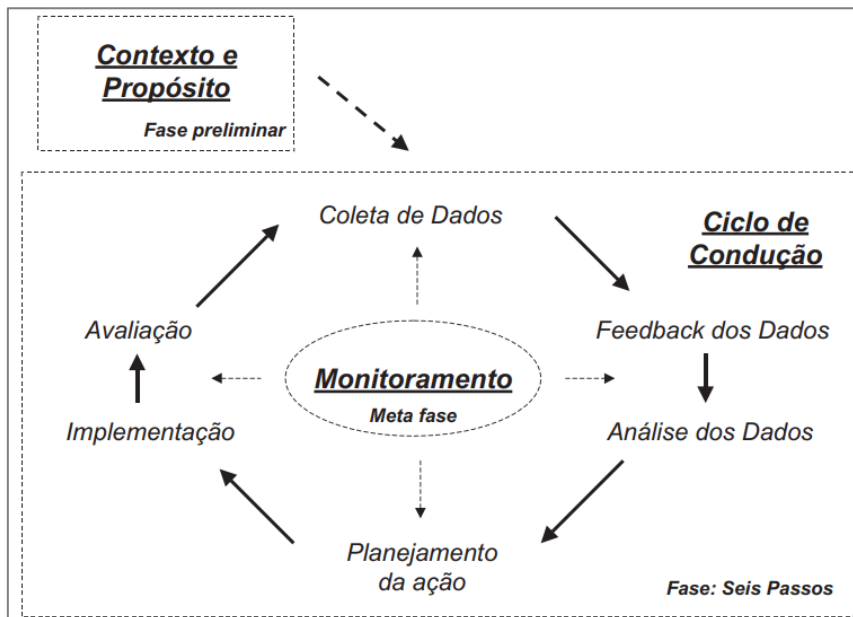 Contexto e
Propósito
Fase preliminar
Coleta de Dados
Ciclo de
Condução
Avaliação
Feedback dos Dados
Monitoramento
Meta fase
Implementação
Análise dos Dados
Planejamento
da ação
Fase: Seis Passos